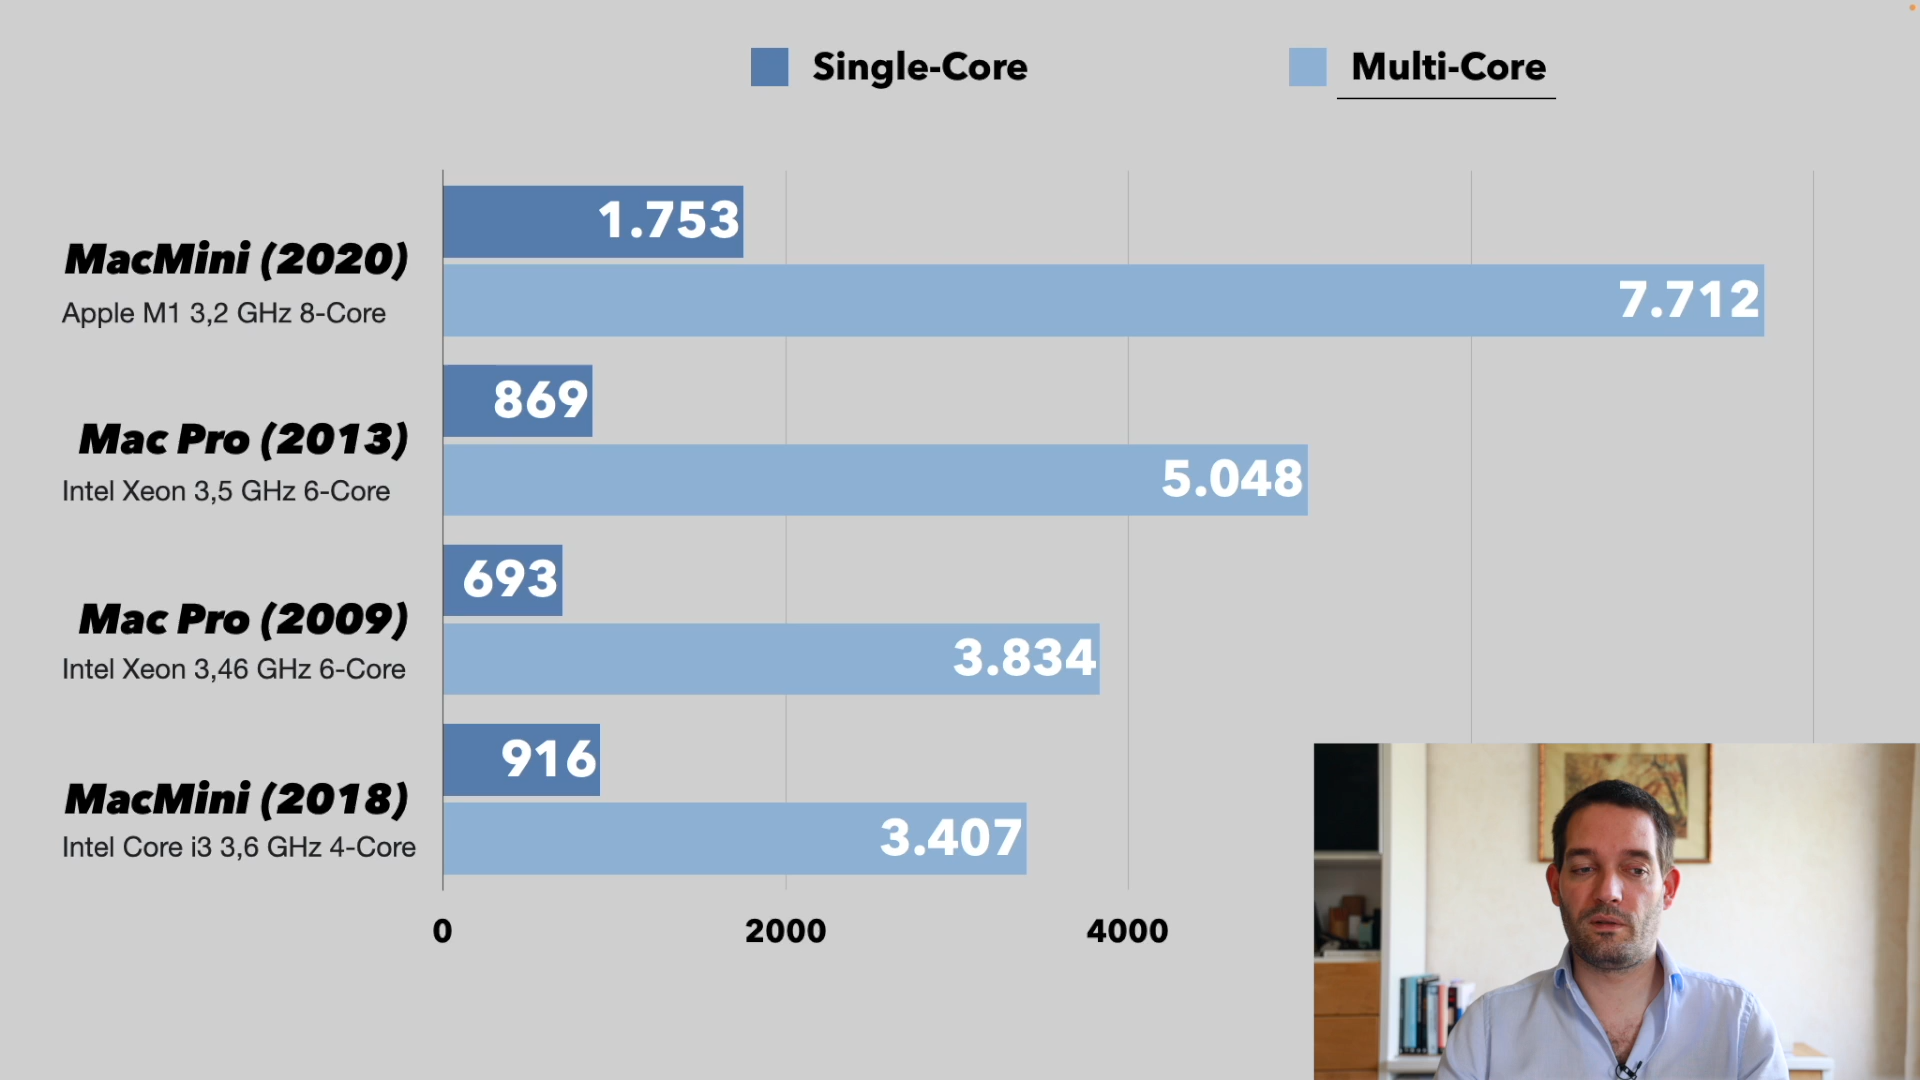 Single-Core
Multi-Core
MacMini (2020)
Apple M1 3,2 GHz 8-Core
1.753
7.712
Mac Pro (2013)
Intel Xeon 3,5 GHz 6-Core
869
5.048
Mac Pro (2009)
Intel Xeon 3,46 GHz 6-Core
693
3.834
MacMini (2018)
Intel Core i3 3,6 GHz 4-Core
916
3.407
0
2000
4000